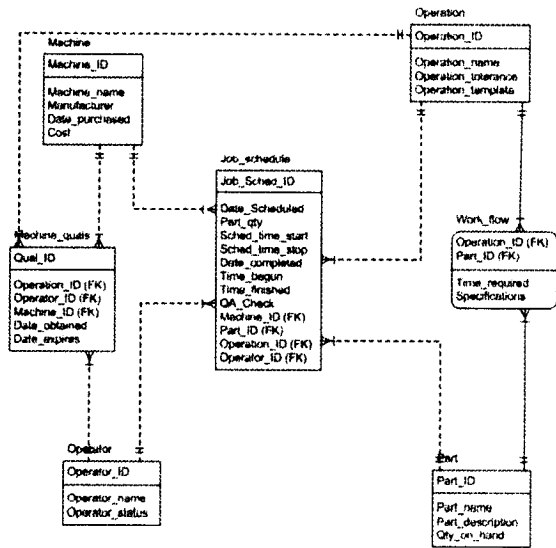 Operation
Operation_ID
Operation_name
Operation_tolerance
Operation_template
Machine
Machine_ID
Machine_name
Manufacturer
Date_purchased
Cost
Job_schedule
Job_Sched_ID
Date_Scheduled
Part_qty
Sched_time_start
Sched_time_stop
Date_completed
Time_begun
Time_finished
QA_Check
Machine_ID (FK)
Part_ID (FK)
Operation_ID (FK)
Operator_ID (FK)
Work_flow
Operation_ID (FK)
Part_ID (FK)
Time_required
Specifications
Machine_quals
Qual_ID
Operation_ID (FK)
Operator_ID (FK)
Machine_ID (FK)
Date_obtained
Date_expires
Operator
Operator_ID
Operator_name
Operator_status
Part
Part_ID
Part_name
Part_description
Qty_on_hand